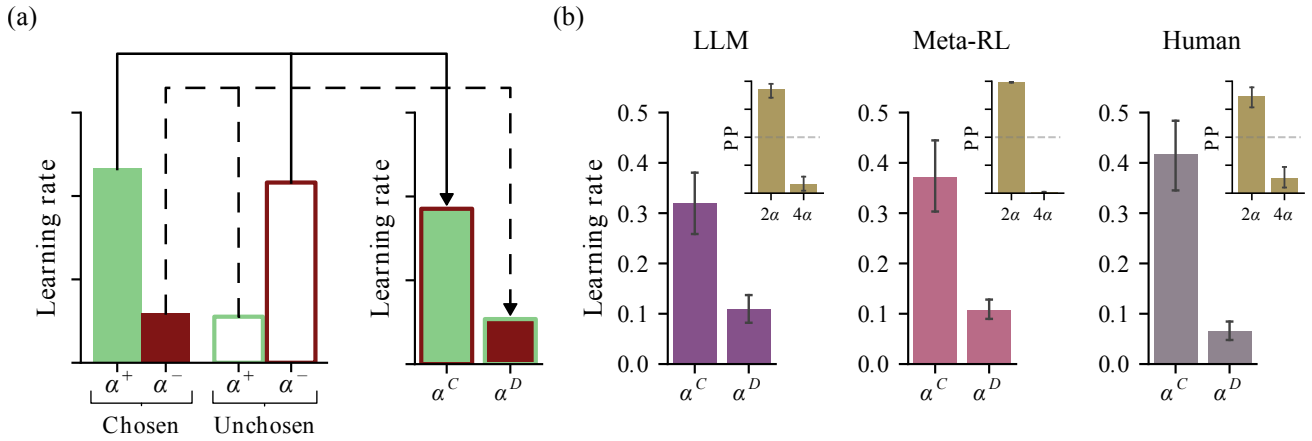 (a)
Learning rate
α⁺ α⁻ α⁺ α⁻
Chosen Unchosen
Learning rate
αᶜ αᴰ
(b)
LLM Meta-RL Human
Learning rate
0.5
0.4
0.3
0.2
0.1
0.0
αᶜ αᴰ
PP
2α 4α
0.5
0.4
0.3
0.2
0.1
0.0
αᶜ αᴰ
PP
2α 4α
0.5
0.4
0.3
0.2
0.1
0.0
αᶜ αᴰ
PP
2α 4α